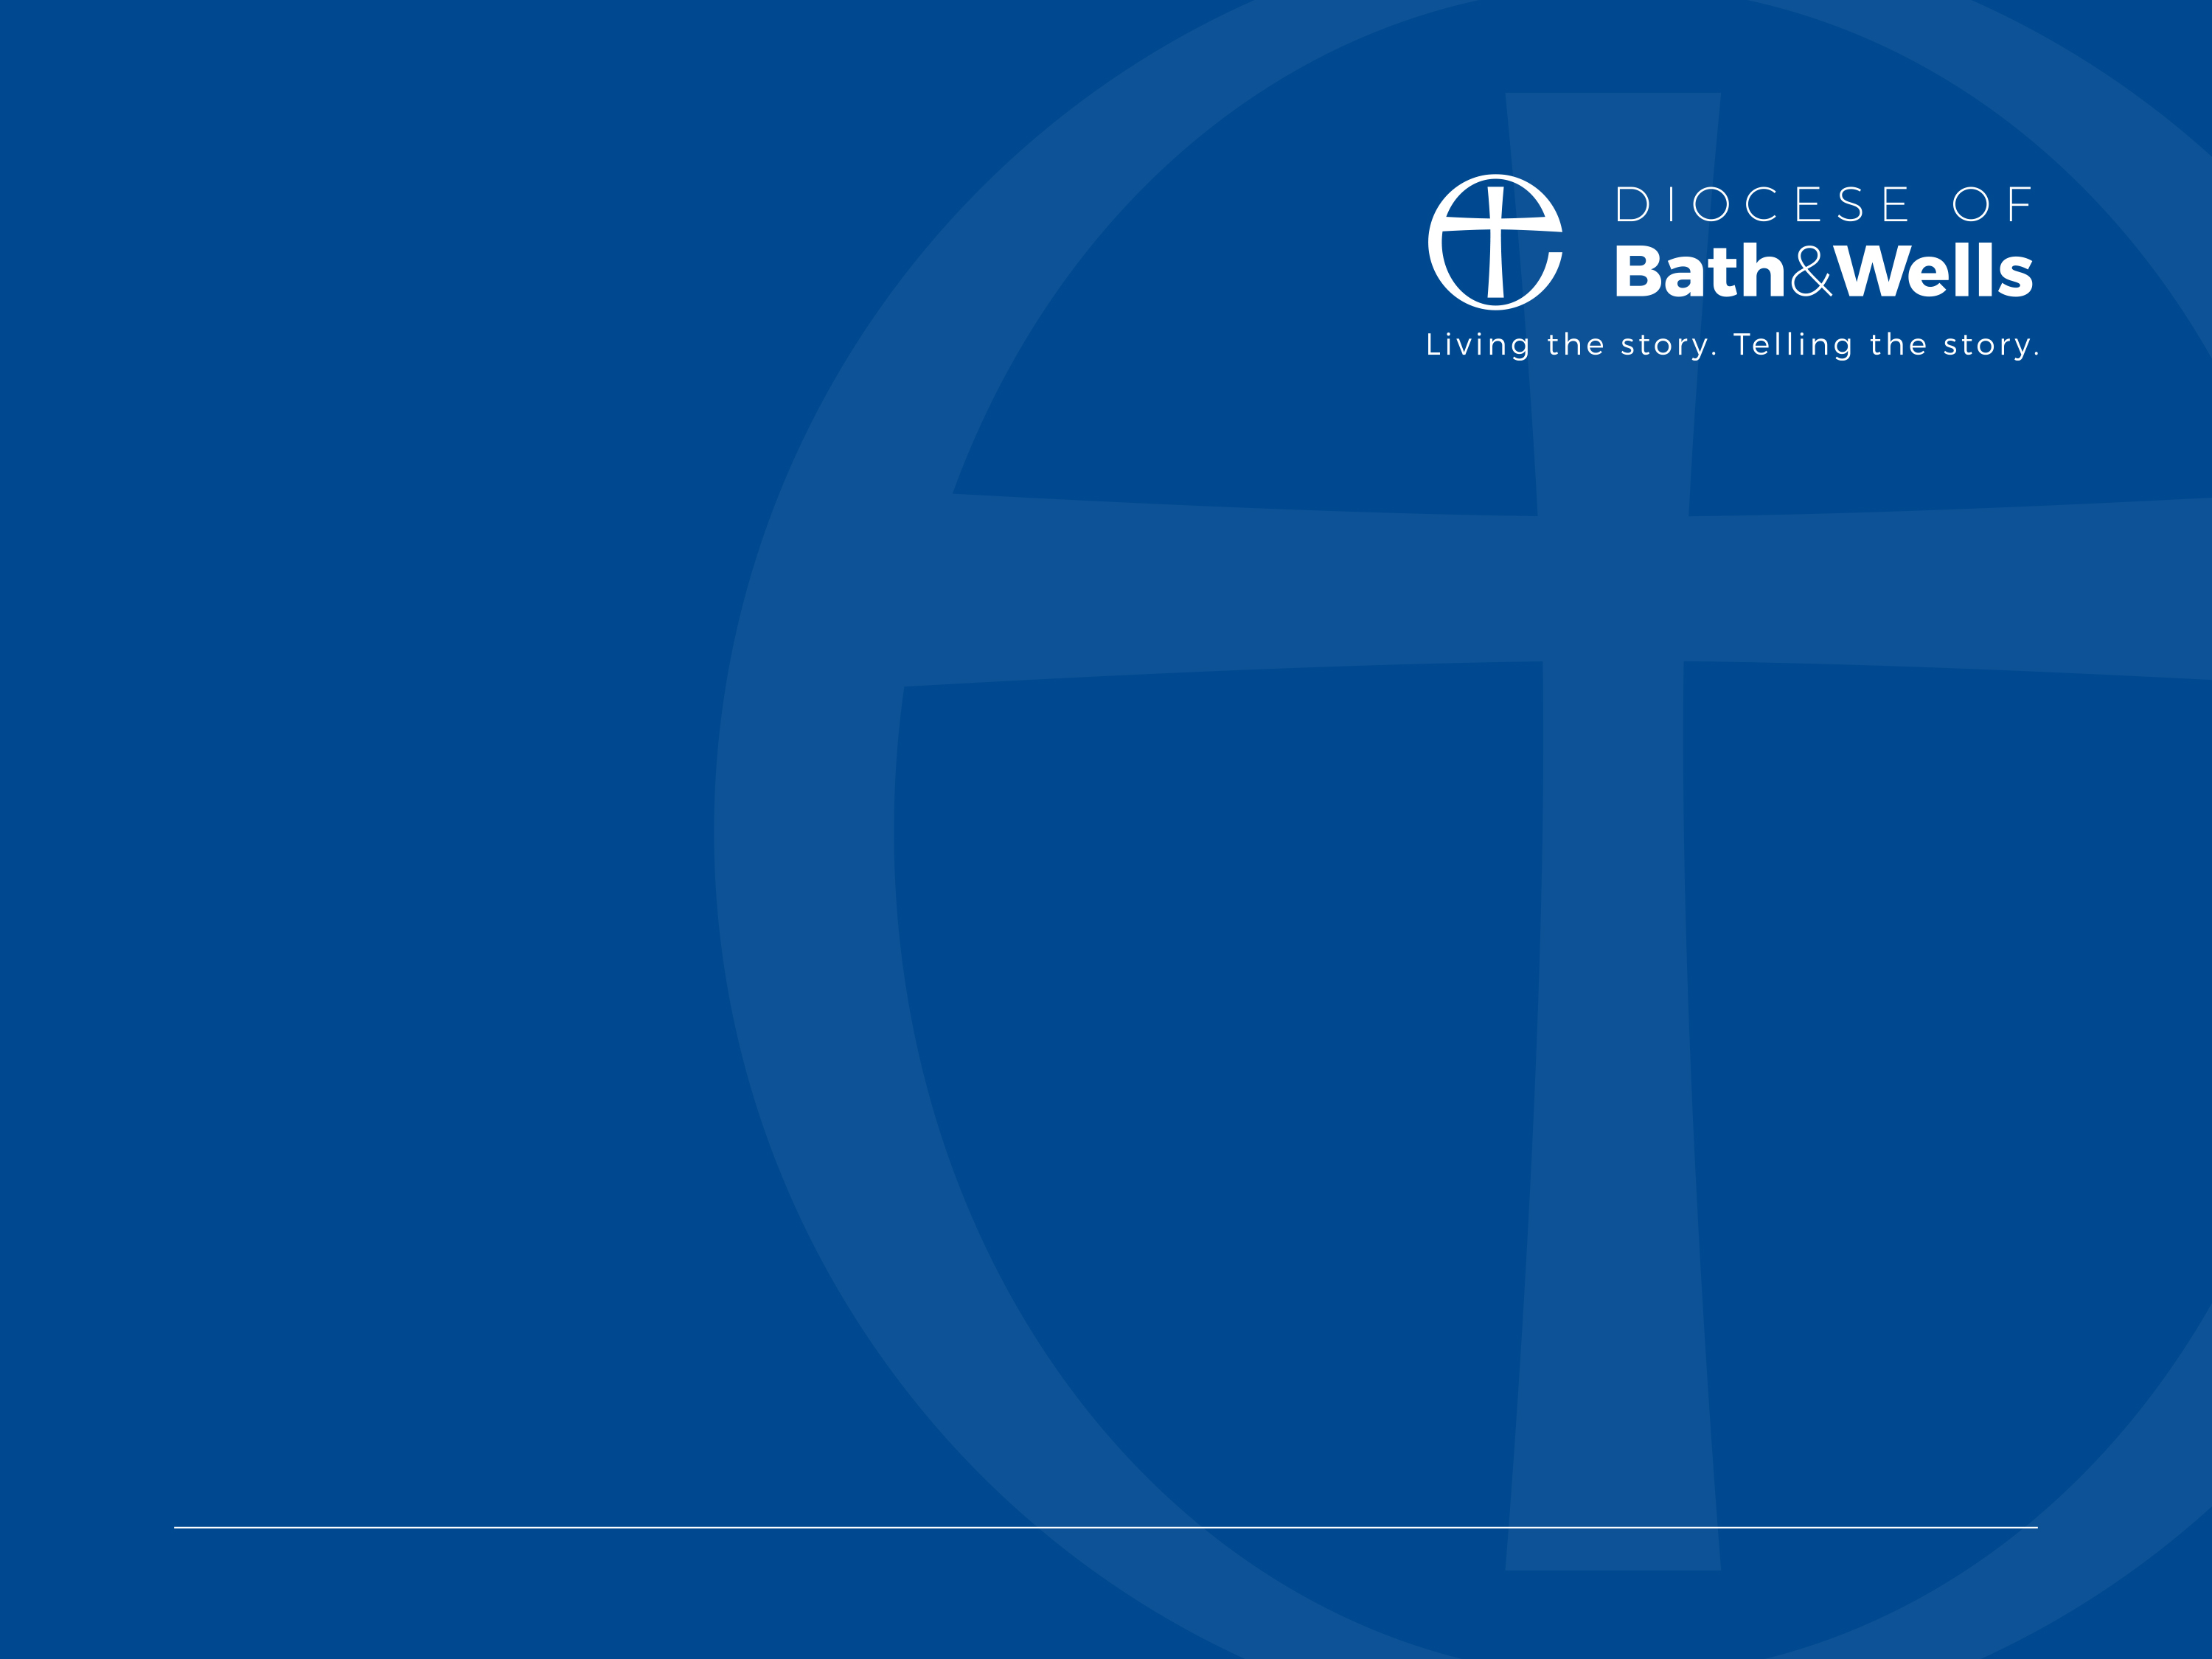 DIOCESE OF
Bath&Wells
Living the story. Telling the story.